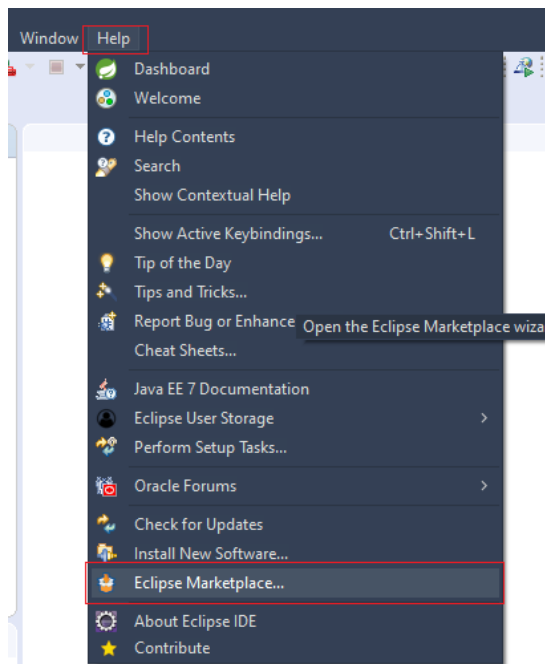 Window Help
Dashboard
Welcome
Help Contents
Search
Show Contextual Help
Show Active Keybindings... Ctrl+Shift+L
Tip of the Day
Tips and Tricks...
Report Bug or Enhance
Open the Eclipse Marketplace wiza
Cheat Sheets...
Java EE 7 Documentation
Eclipse User Storage
Perform Setup Tasks...
Oracle Forums
Check for Updates
Install New Software...
Eclipse Marketplace...
About Eclipse IDE
Contribute